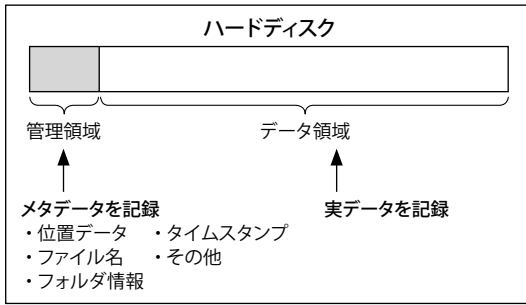 ハードディスク
管理領域
データ領域
メタデータを記録
実データを記録
・位置データ ・タイムスタンプ
・ファイル名 ・その他
・フォルダ情報